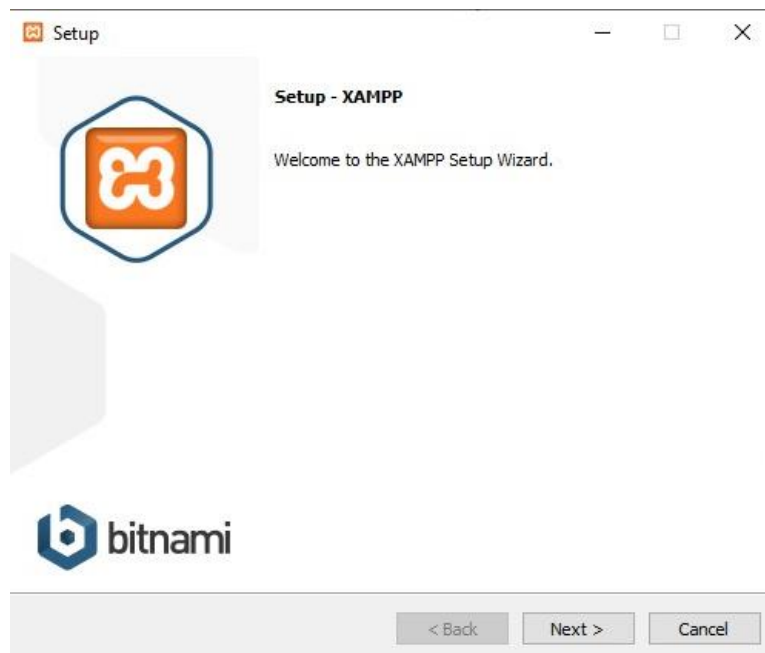 Setup
Setup - XAMPP
Welcome to the XAMPP Setup Wizard.
bitnami
< Back
Next >
Cancel